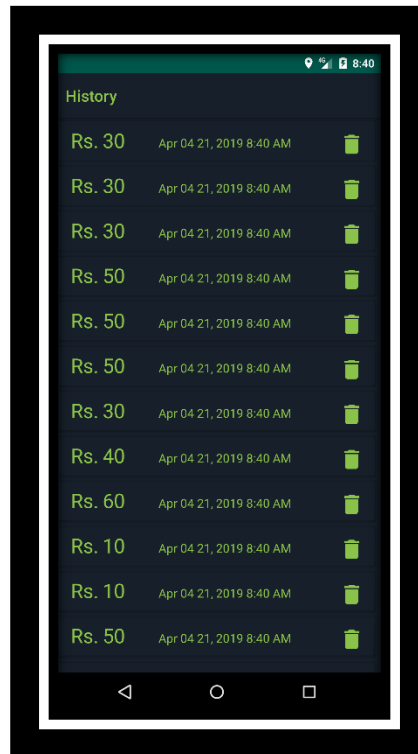 4G 8:40
History
Rs. 30 Apr 04 21, 2019 8:40 AM
Rs. 30 Apr 04 21, 2019 8:40 AM
Rs. 30 Apr 04 21, 2019 8:40 AM
Rs. 50 Apr 04 21, 2019 8:40 AM
Rs. 50 Apr 04 21, 2019 8:40 AM
Rs. 50 Apr 04 21, 2019 8:40 AM
Rs. 30 Apr 04 21, 2019 8:40 AM
Rs. 40 Apr 04 21, 2019 8:40 AM
Rs. 60 Apr 04 21, 2019 8:40 AM
Rs. 10 Apr 04 21, 2019 8:40 AM
Rs. 10 Apr 04 21, 2019 8:40 AM
Rs. 50 Apr 04 21, 2019 8:40 AM